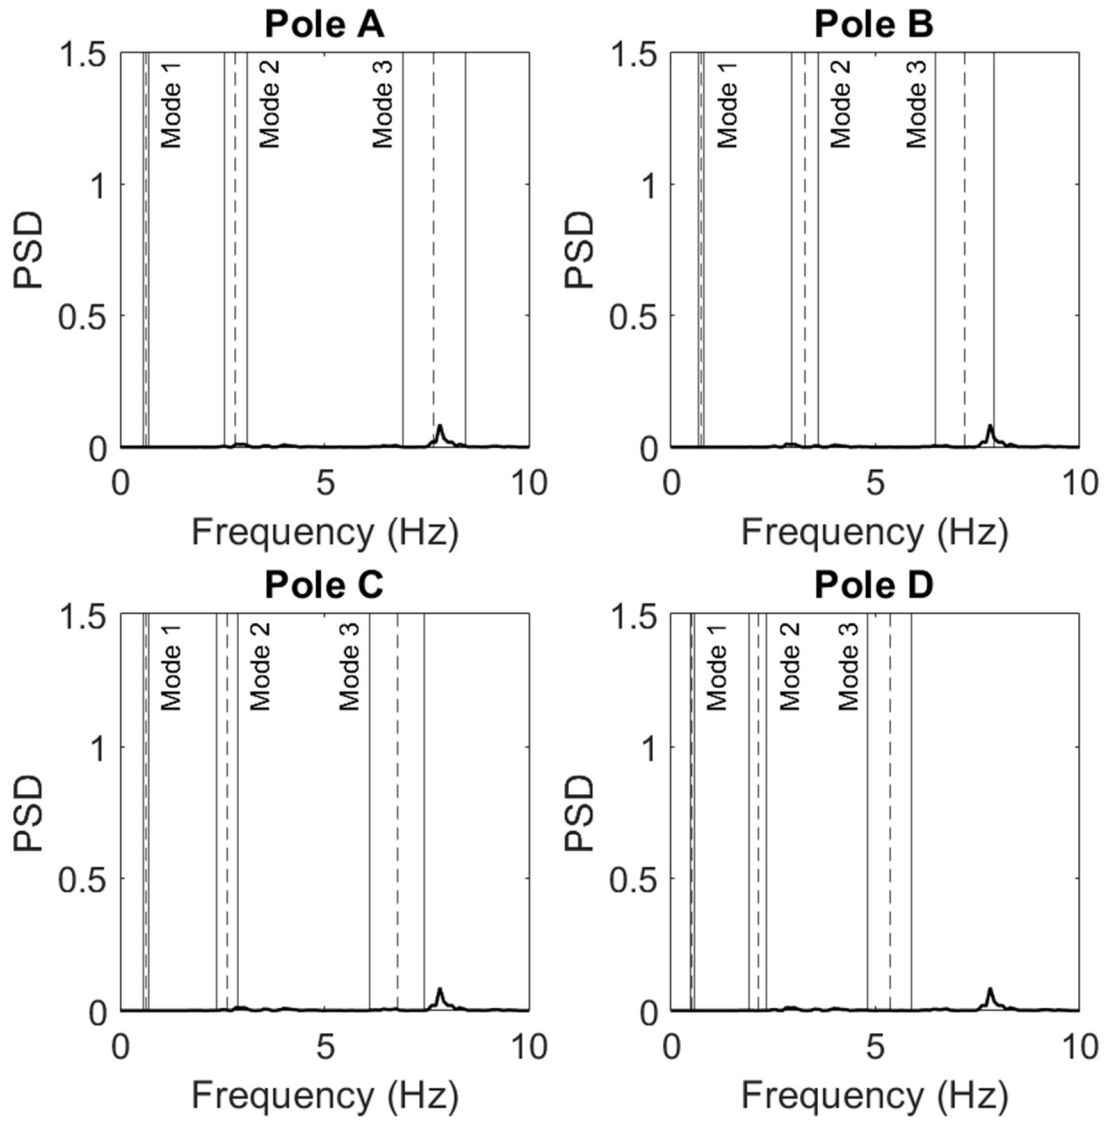 Pole A
1.5
1
0.5
0
PSD
Mode 1
Mode 2
Mode 3
0 5 10
Frequency (Hz)
Pole B
1.5
1
0.5
0
PSD
Mode 1
Mode 2
Mode 3
0 5 10
Frequency (Hz)
Pole C
1.5
1
0.5
0
PSD
Mode 1
Mode 2
Mode 3
0 5 10
Frequency (Hz)
Pole D
1.5
1
0.5
0
PSD
Mode 1
Mode 2
Mode 3
0 5 10
Frequency (Hz)